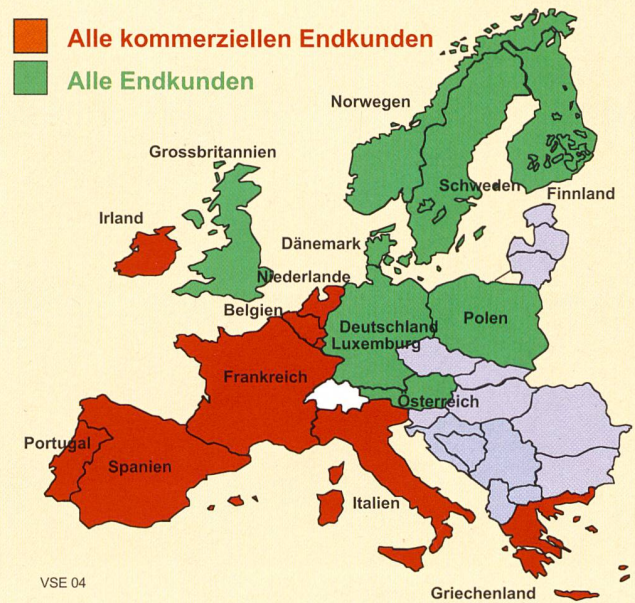 Alle kommerziellen Endkunden
Alle Endkunden
Norwegen
Grossbritannien
Schweden
Finnland
Irland
Dänemark
Niederlande
Belgien
Deutschland
Polen
Luxemburg
Frankreich
Österreich
Portugal
Spanien
Italien
VSE 04
Griechenland